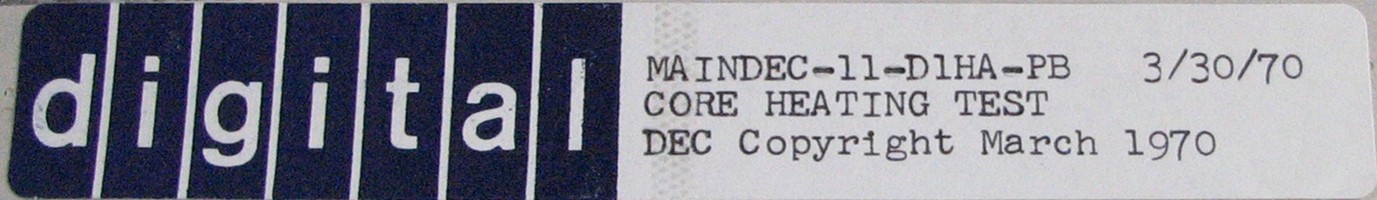 digital
MAINDEC-11-D1HA-PB 3/30/70
CORE HEATING TEST
DEC Copyright March 1970